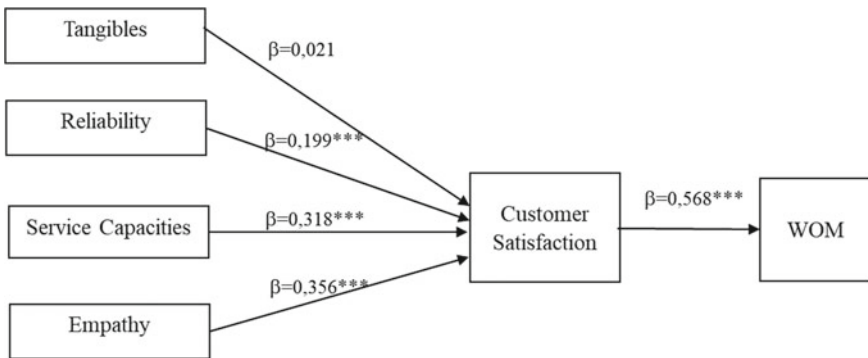 Tangibles
β=0,021
Reliability
β=0,199***
Service Capacities
β=0,318***
Empathy
β=0,356***
Customer
Satisfaction
β=0,568***
WOM